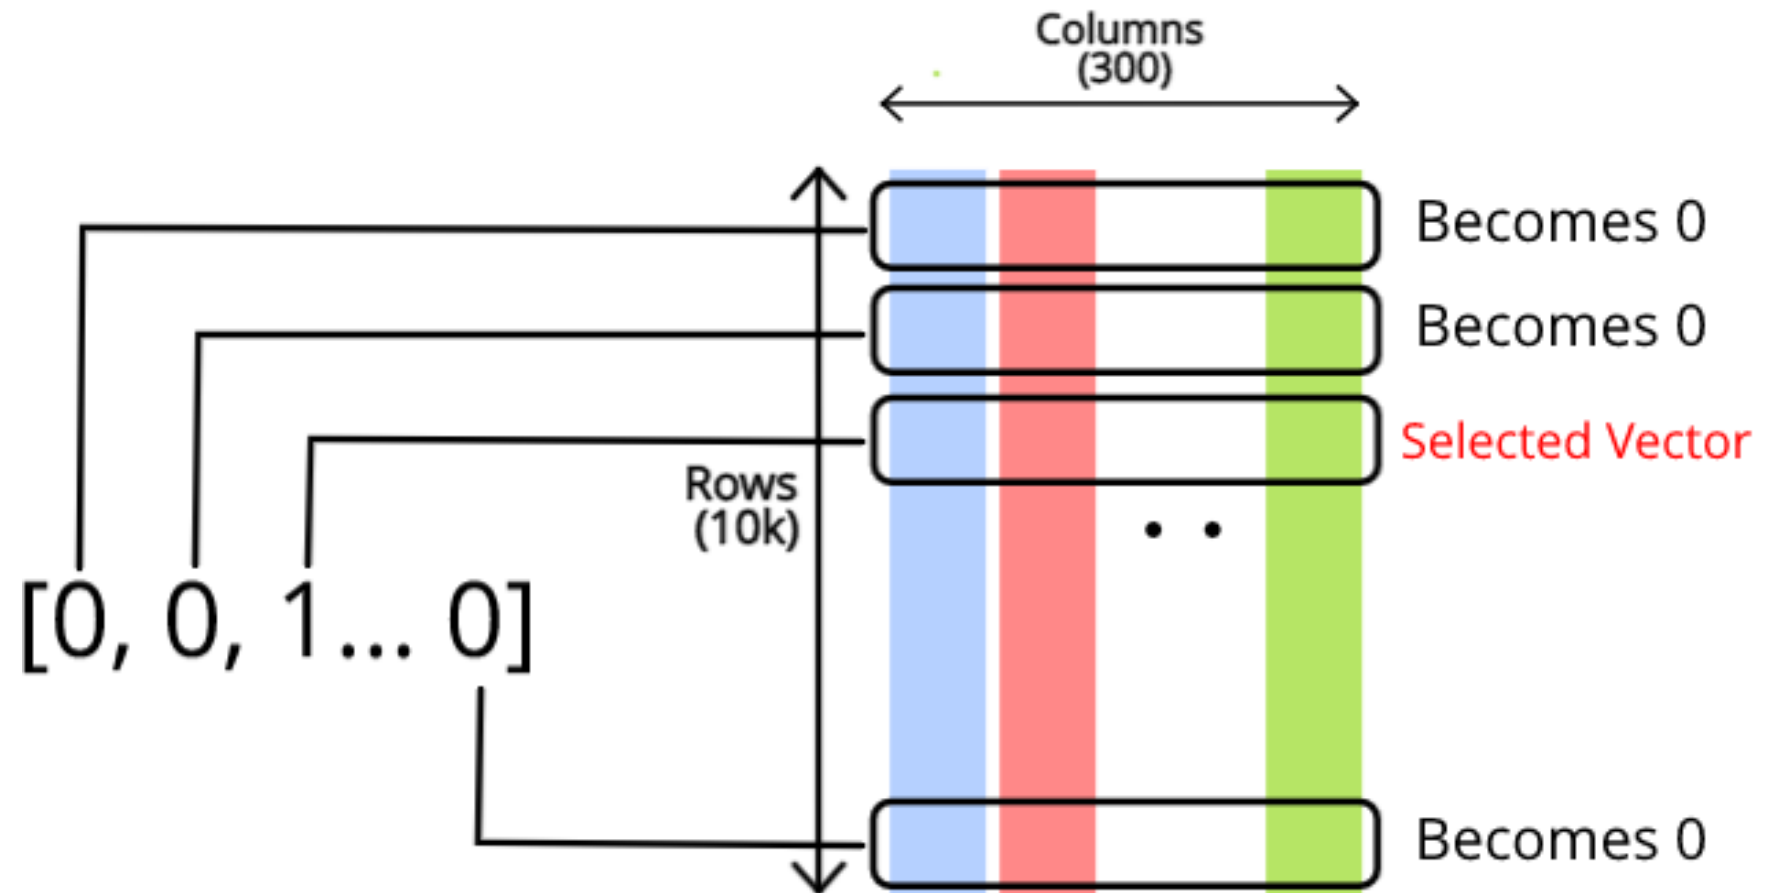 Columns
(300)
Becomes 0
Becomes 0
Selected Vector
Rows
(10k)
[0, 0, 1... 0]
Becomes 0